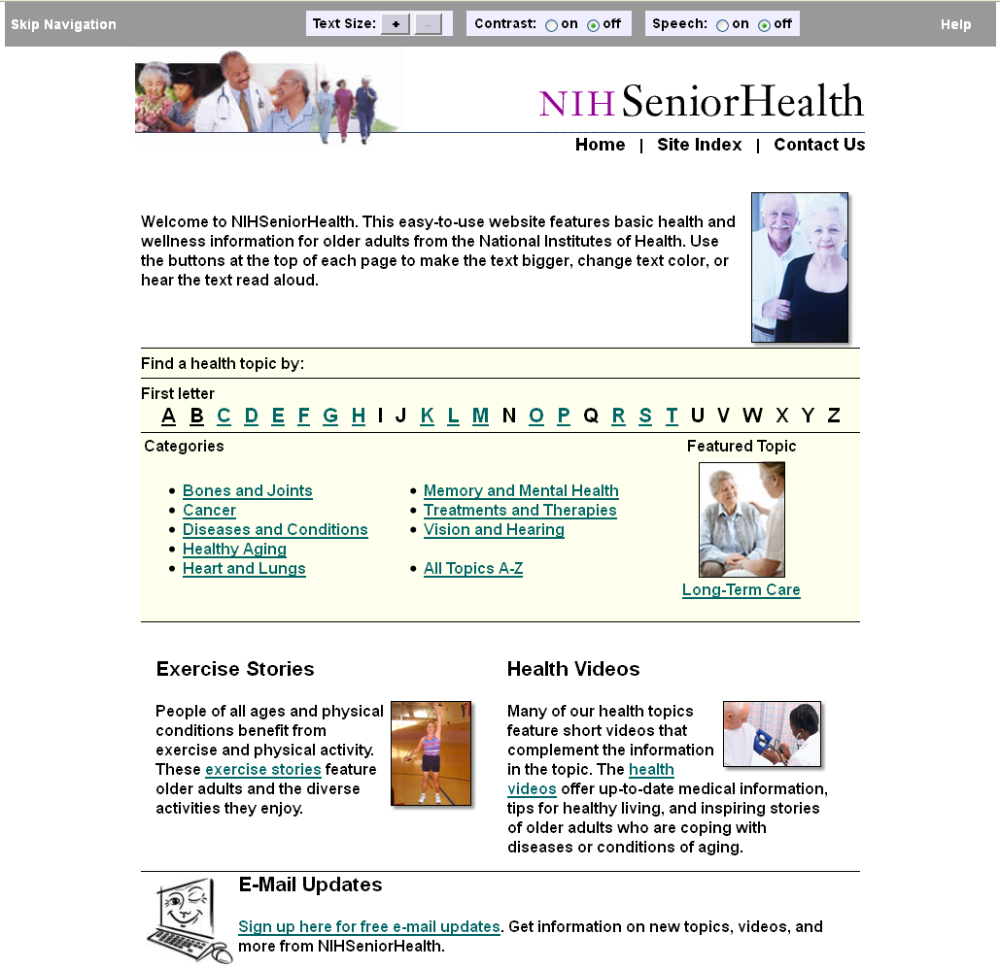 Skip Navigation Text Size: + - Contrast: on off Speech: on off Help
NIH SeniorHealth
Home | Site Index | Contact Us
Welcome to NIHSeniorHealth. This easy-to-use website features basic health and
wellness information for older adults from the National Institutes of Health. Use
the buttons at the top of each page to make the text bigger, change text color, or
hear the text read aloud.
Find a health topic by:
First letter
A B C D E F G H I J K L M N O P Q R S T U V W X Y Z
Categories
• Bones and Joints
• Cancer
• Diseases and Conditions
• Healthy Aging
• Heart and Lungs
• Memory and Mental Health
• Treatments and Therapies
• Vision and Hearing
• All Topics A-Z
Featured Topic
Long-Term Care
Exercise Stories
People of all ages and physical
conditions benefit from
exercise and physical activity.
These exercise stories feature
older adults and the diverse
activities they enjoy.
Health Videos
Many of our health topics
feature short videos that
complement the information
in the topic. The health
videos offer up-to-date medical information,
tips for healthy living, and inspiring stories
of older adults who are coping with
diseases or conditions of aging.
E-Mail Updates
Sign up here for free e-mail updates. Get information on new topics, videos, and
more from NIHSeniorHealth.